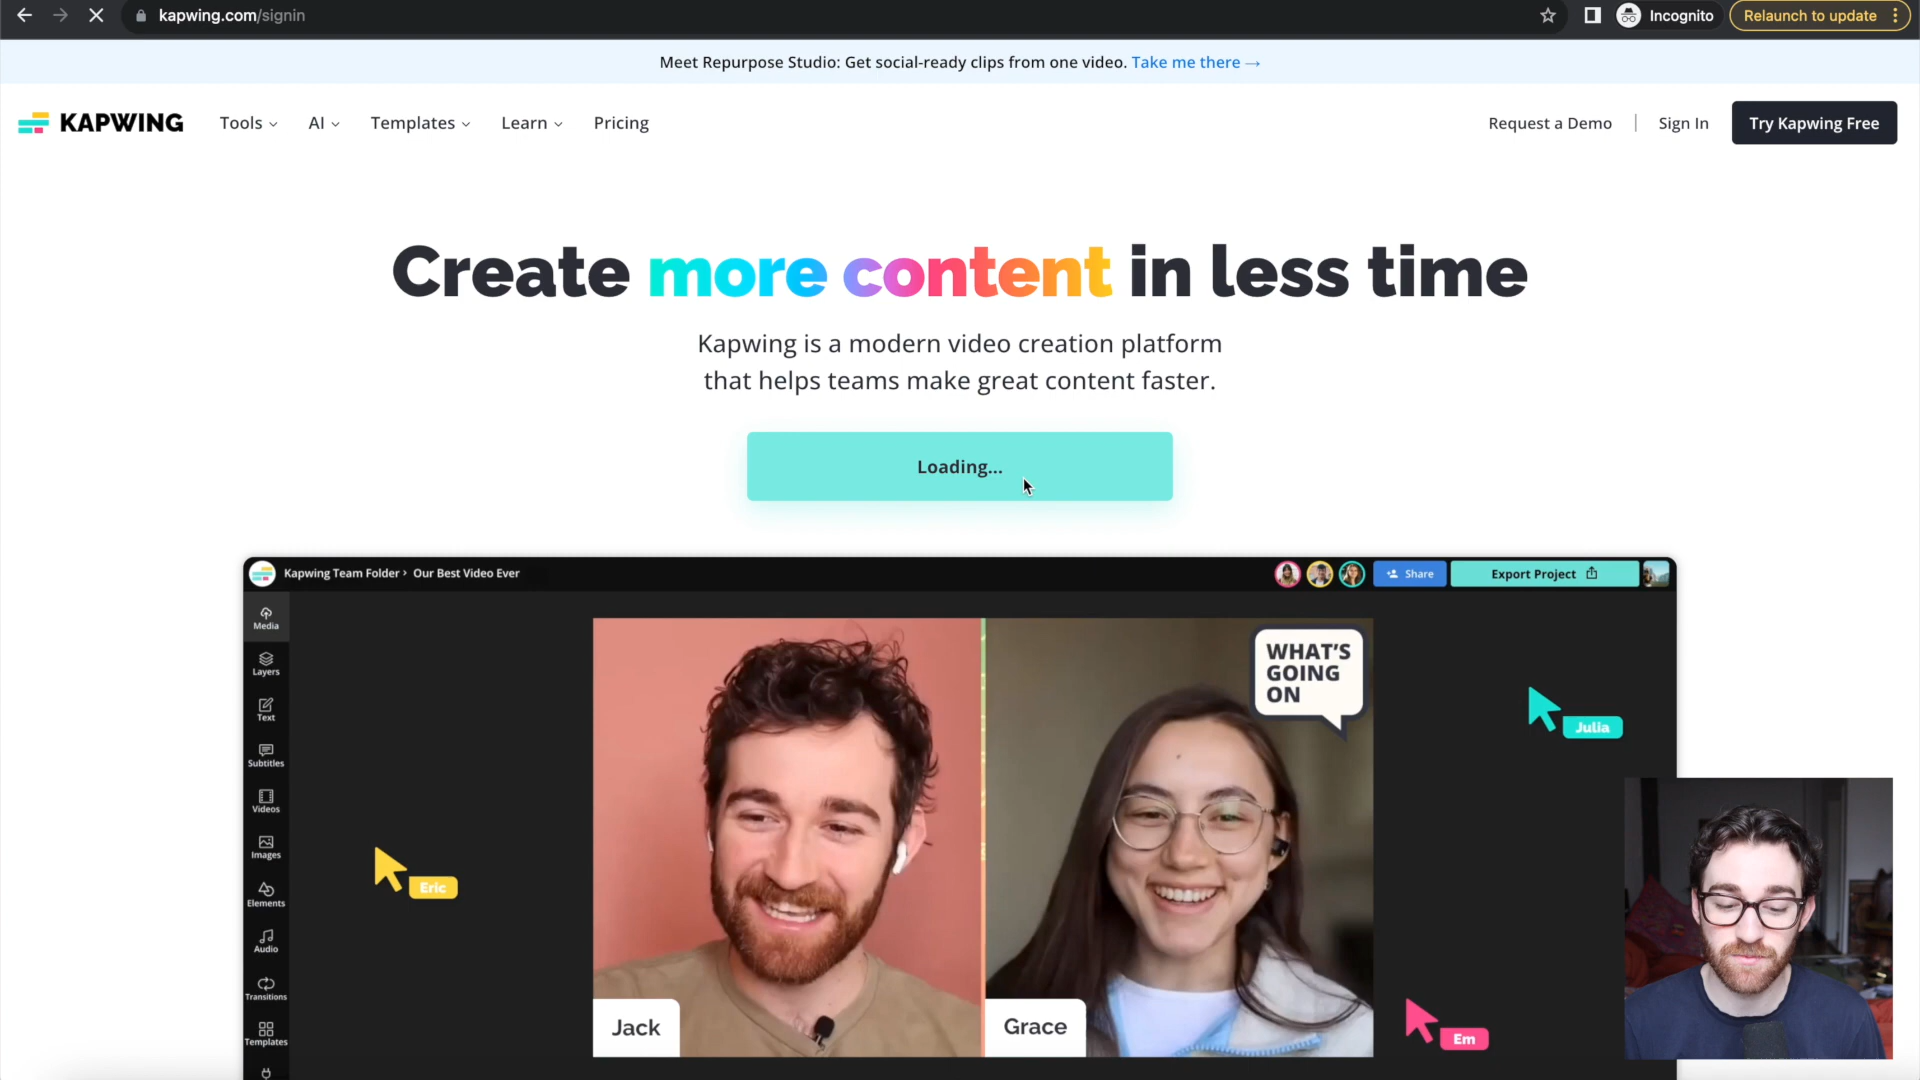 kapwing.com/signin
Incognito
Relaunch to update
Meet Repurpose Studio: Get social-ready clips from one video. Take me there →
KAPWING
Tools
AI
Templates
Learn
Pricing
Request a Demo
Sign In
Try Kapwing Free
Create more content in less time
Kapwing is a modern video creation platform
that helps teams make great content faster.
Loading...
Kapwing Team Folder › Our Best Video Ever
Share
Export Project
Media
Layers
Text
Subtitles
Videos
Images
Elements
Audio
Transitions
Templates
WHAT'S
GOING
ON
Julia
Eric
Jack
Grace
Em